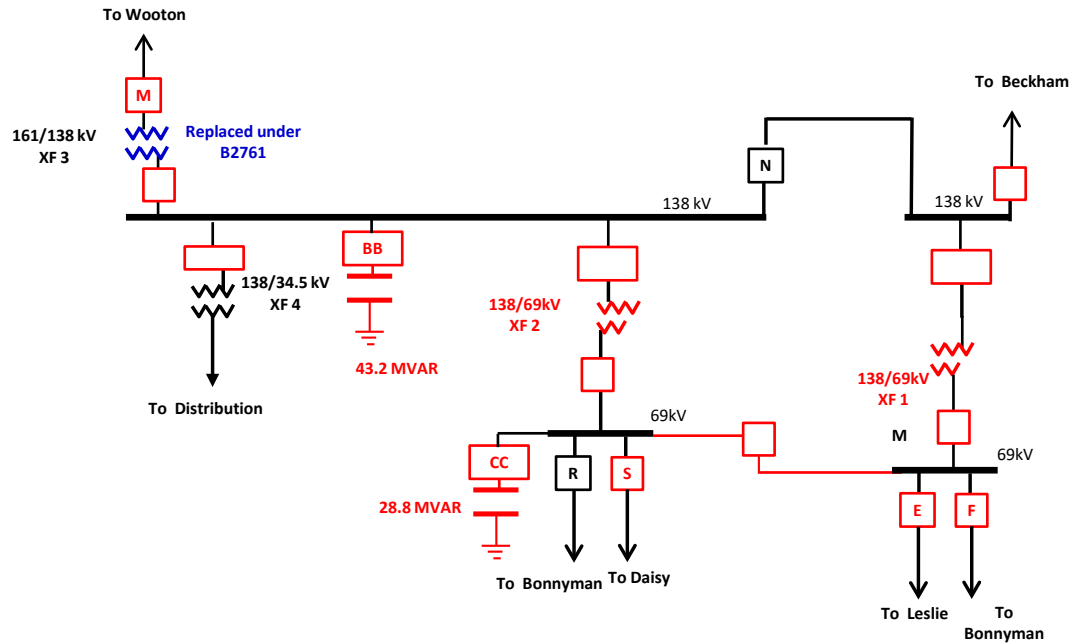 To Wooton
M
161/138 kV
XF 3
Replaced under
B2761
To Beckham
N
138 kV
138 kV
BB
138/34.5 kV
XF 4
138/69kV
XF 2
43.2 MVAR
138/69kV
XF 1
To Distribution
69kV
M
69kV
CC
R
S
28.8 MVAR
E
F
To Bonnyman
To Daisy
To Leslie
To
Bonnyman